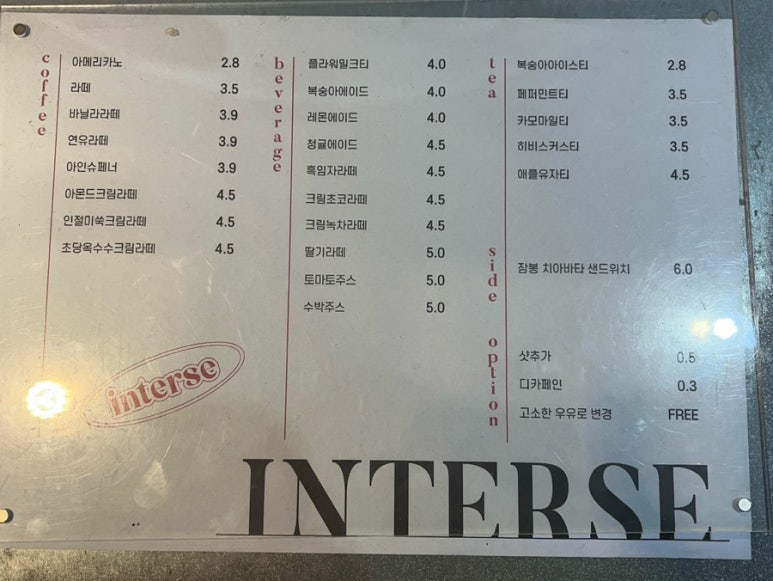 coffee
아메리카노 2.8
라떼 3.5
바닐라라떼 3.9
연유라떼 3.9
아인슈페너 3.9
아몬드크림라떼 4.5
인절미쑥크림라떼 4.5
초당옥수수크림라떼 4.5
interse
beverage
플라워밀크티 4.0
복숭아에이드 4.0
레몬에이드 4.0
청귤에이드 4.5
흑임자라떼 4.5
크림초코라떼 4.5
크림녹차라떼 4.5
딸기라떼 5.0
토마토주스 5.0
수박주스 5.0
tea
복숭아아이스티 2.8
페퍼민트티 3.5
카모마일티 3.5
히비스커스티 3.5
애플유자티 4.5
side
잠봉 치아바타 샌드위치 6.0
option
샷추가 0.5
디카페인 0.3
고소한 우유로 변경 FREE
INTERSE